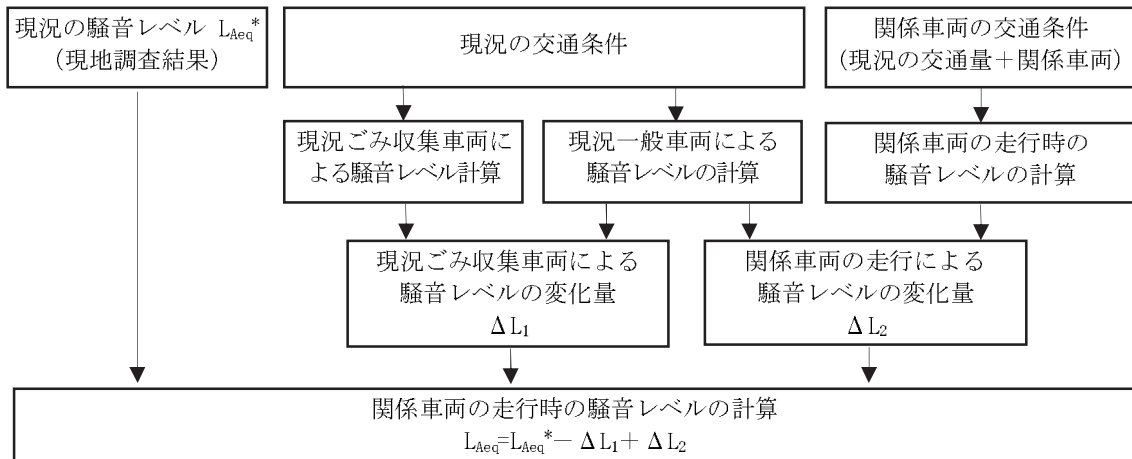 現況の騒音レベル LAeq*
（現地調査結果）
現況の交通条件
関係車両の交通条件
（現況の交通量＋関係車両）
現況ごみ収集車両に
よる騒音レベル計算
現況一般車両による
騒音レベルの計算
関係車両の走行時の
騒音レベルの計算
現況ごみ収集車両による
騒音レベルの変化量
ΔL1
関係車両の走行による
騒音レベルの変化量
ΔL2
関係車両の走行時の騒音レベルの計算
LAeq=LAeq*－ΔL1＋ΔL2